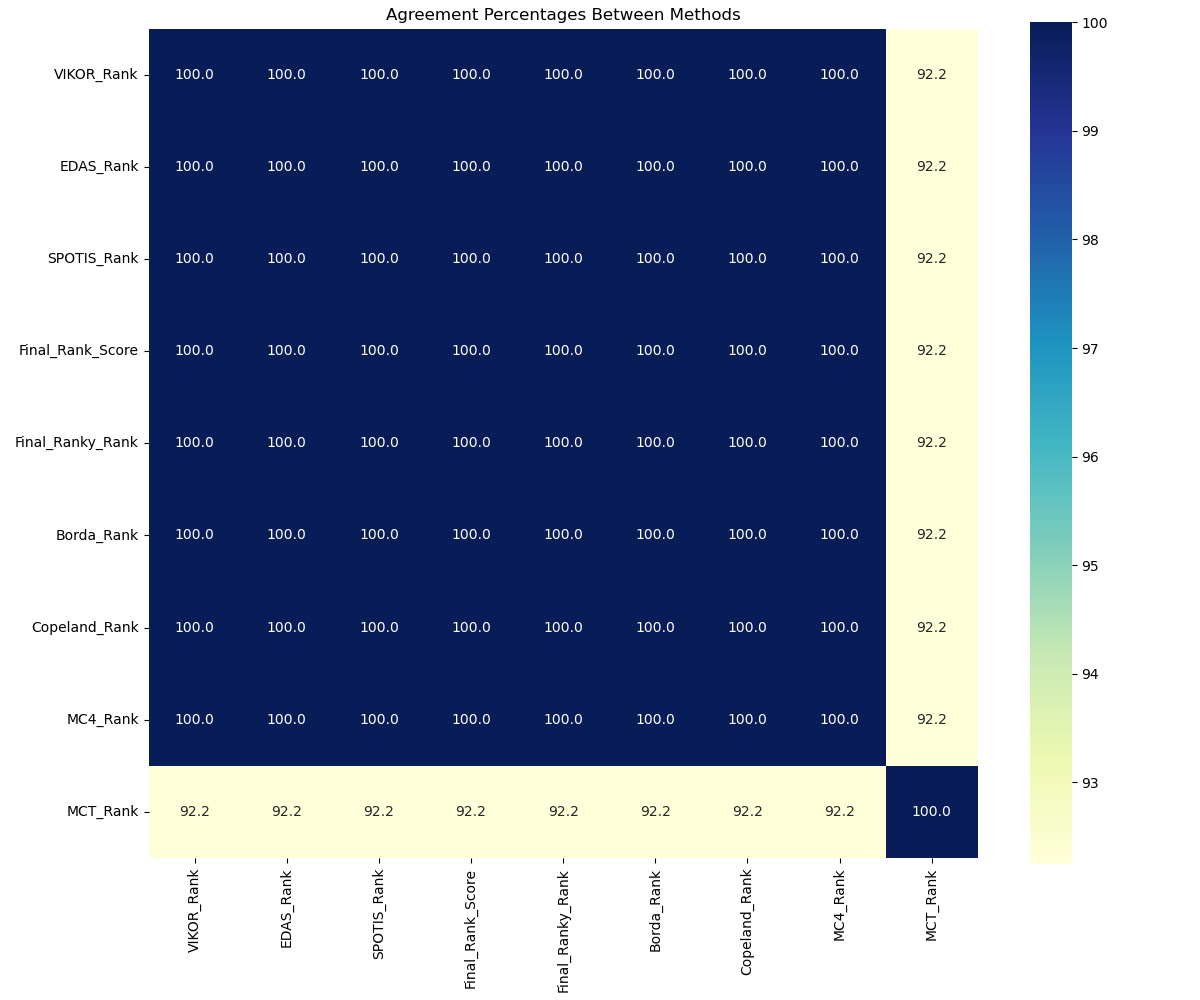 Agreement Percentages Between Methods
VIKOR_Rank 100.0 100.0 100.0 100.0 100.0 100.0 100.0 100.0 92.2
EDAS_Rank 100.0 100.0 100.0 100.0 100.0 100.0 100.0 100.0 92.2
SPOTIS_Rank 100.0 100.0 100.0 100.0 100.0 100.0 100.0 100.0 92.2
Final_Rank_Score 100.0 100.0 100.0 100.0 100.0 100.0 100.0 100.0 92.2
Final_Ranky_Rank 100.0 100.0 100.0 100.0 100.0 100.0 100.0 100.0 92.2
Borda_Rank 100.0 100.0 100.0 100.0 100.0 100.0 100.0 100.0 92.2
Copeland_Rank 100.0 100.0 100.0 100.0 100.0 100.0 100.0 100.0 92.2
MC4_Rank 100.0 100.0 100.0 100.0 100.0 100.0 100.0 100.0 92.2
MCT_Rank 92.2 92.2 92.2 92.2 92.2 92.2 92.2 92.2 100.0
VIKOR_Rank
EDAS_Rank
SPOTIS_Rank
Final_Rank_Score
Final_Ranky_Rank
Borda_Rank
Copeland_Rank
MC4_Rank
MCT_Rank
100
99
98
97
96
95
94
93